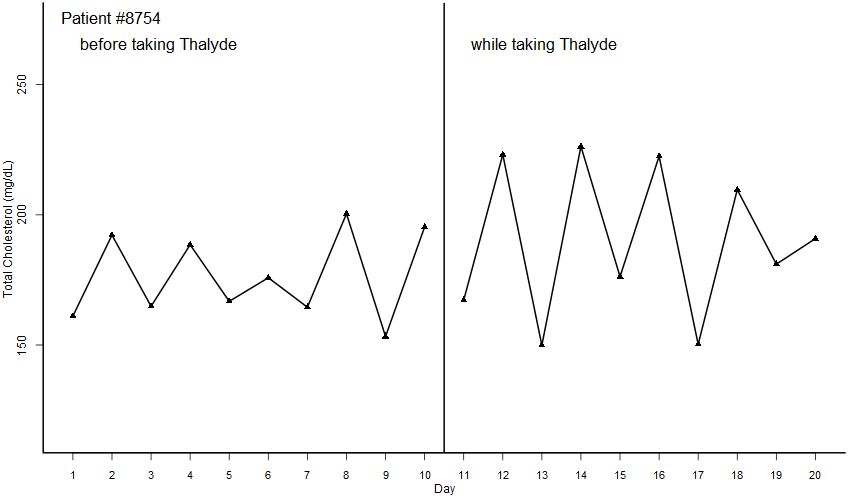 Patient #8754
before taking Thalyde
while taking Thalyde
250
200
150
Total Cholesterol (mg/dL)
1 2 3 4 5 6 7 8 9 10 11 12 13 14 15 16 17 18 19 20
Day